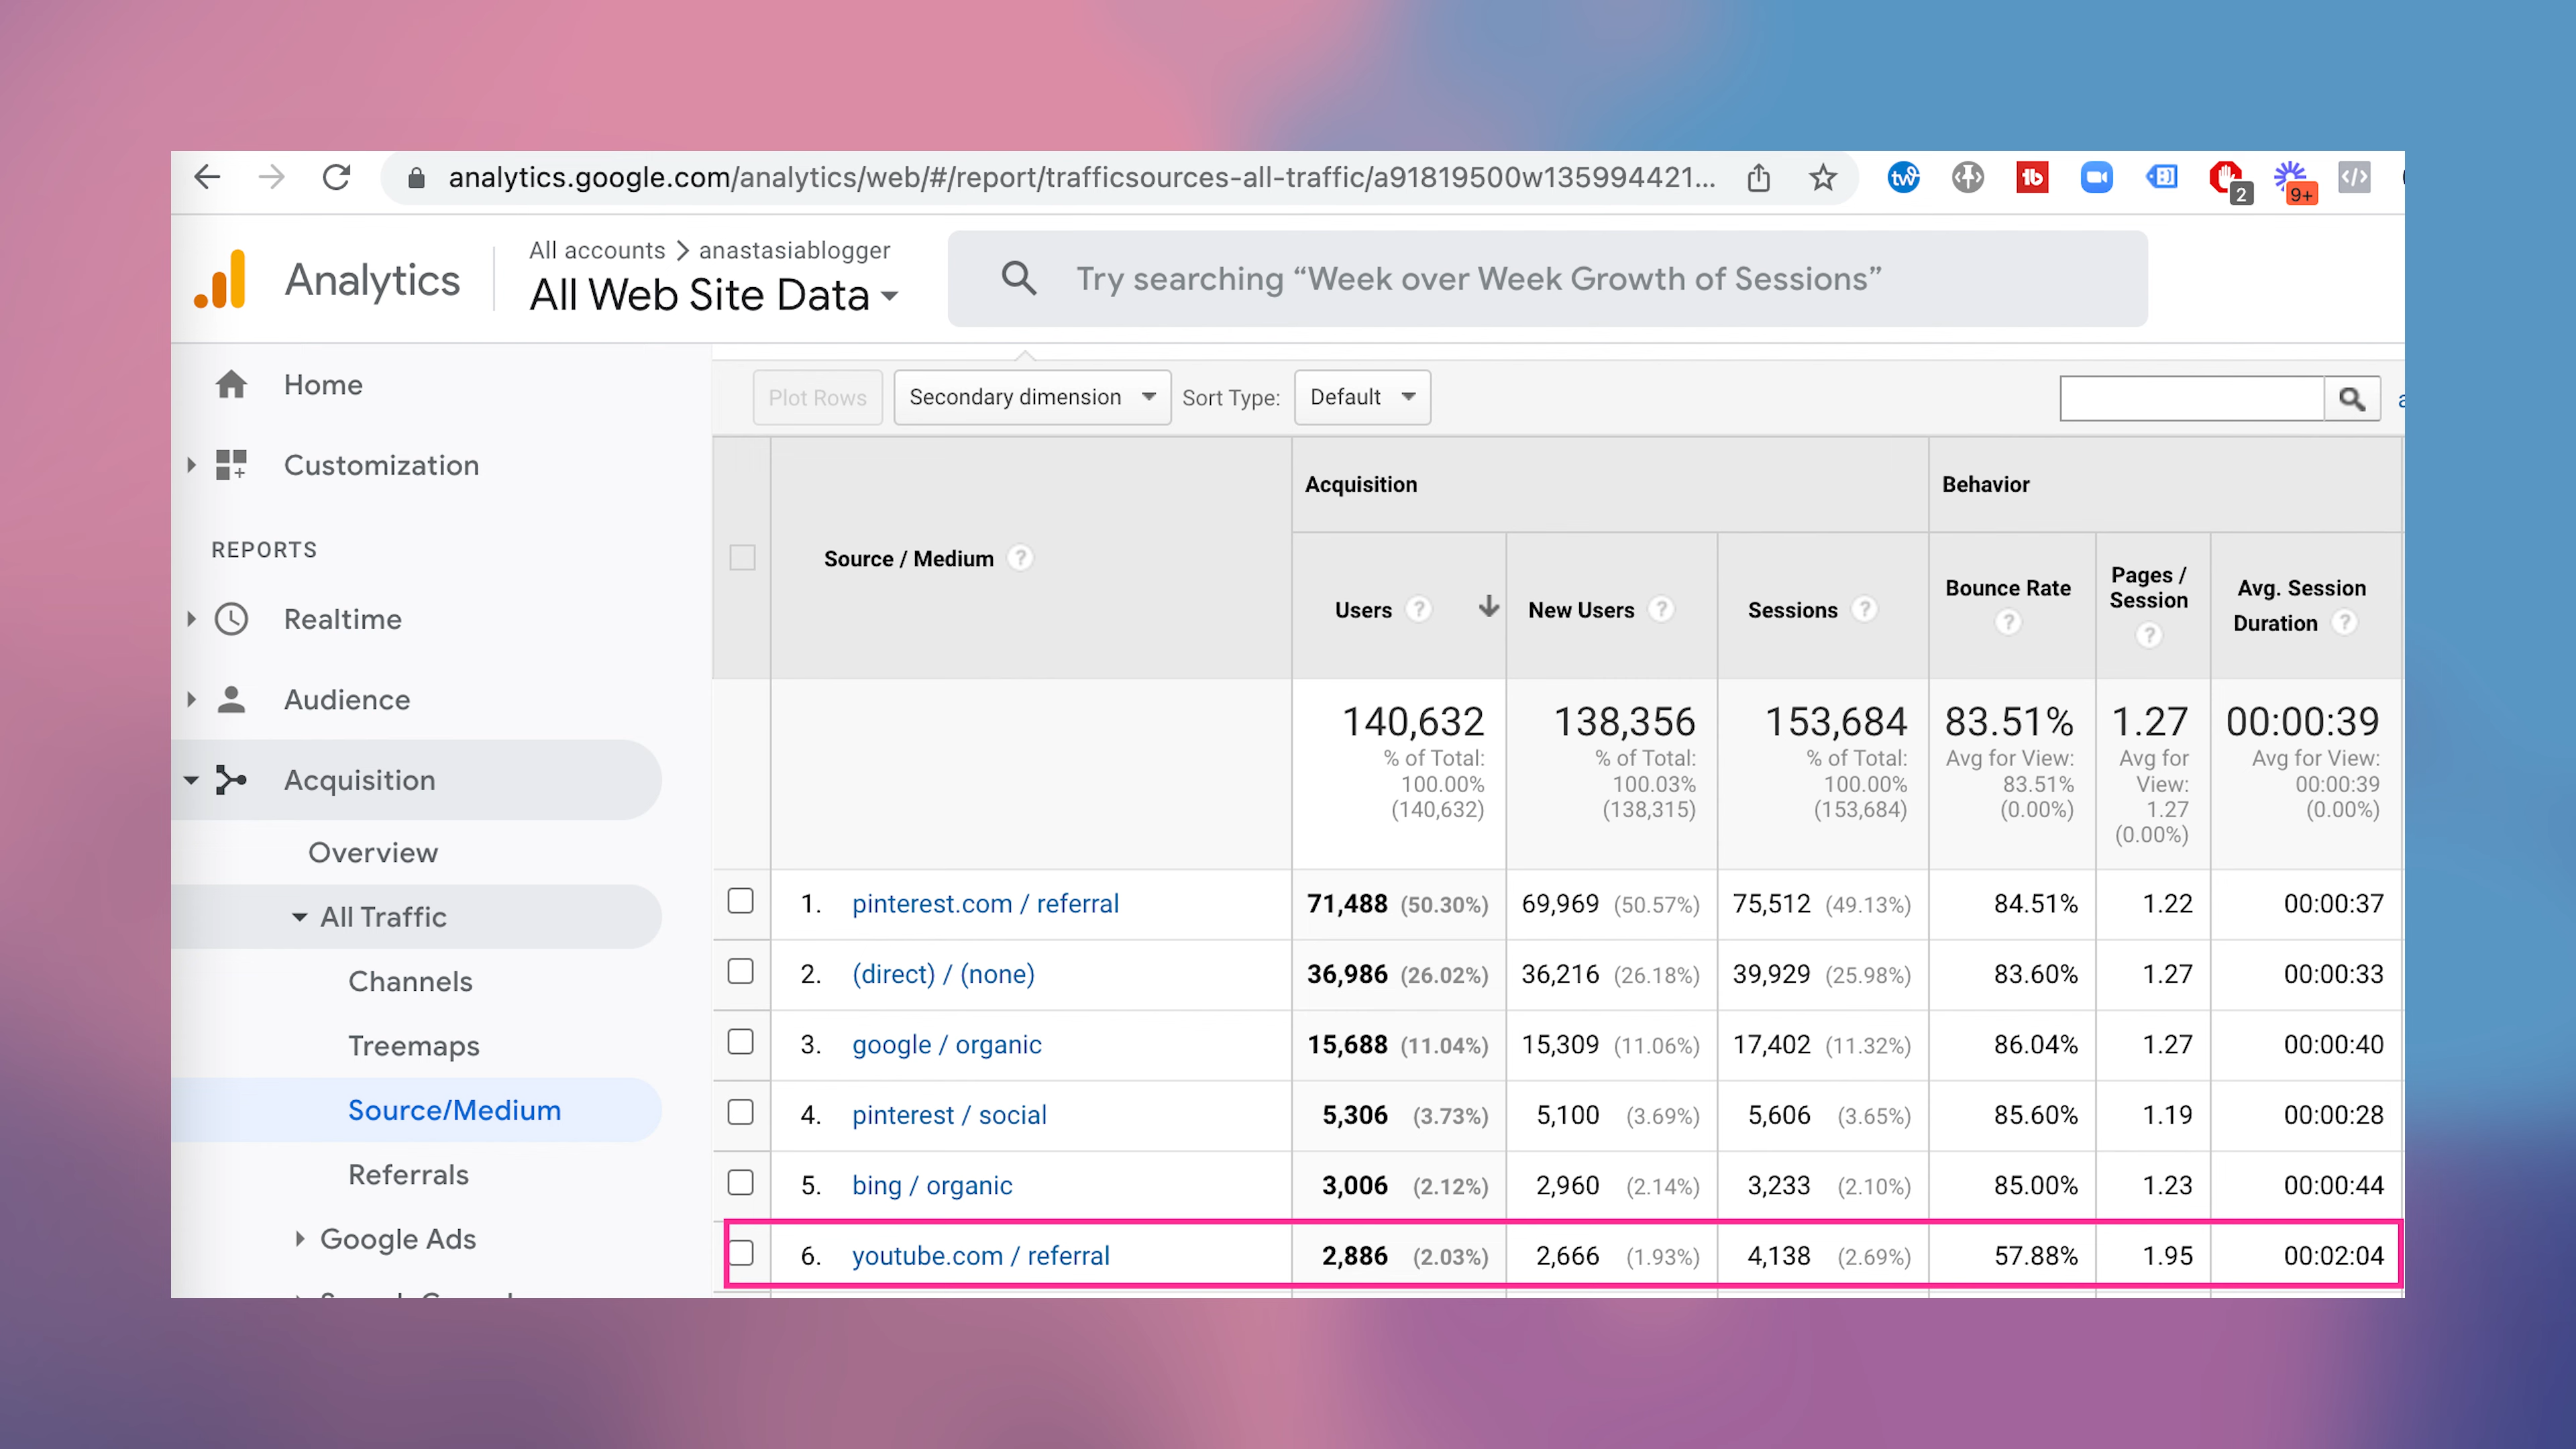 analytics.google.com/analytics/web/#/report/trafficsources-all-traffic/a91819500w135994421...
tw
tb
2
9+
</>
Analytics
All accounts > anastasiablogger
All Web Site Data
Try searching “Week over Week Growth of Sessions”
Home
Customization
REPORTS
Realtime
Audience
Acquisition
Overview
All Traffic
Channels
Treemaps
Source/Medium
Referrals
Google Ads
Plot Rows
Secondary dimension
Sort Type:
Default
Source / Medium ?
Acquisition
Behavior
Users ?
New Users ?
Sessions ?
Bounce Rate
?
Pages /
Session
?
Avg. Session
Duration ?
140,632
% of Total:
100.00%
(140,632)
138,356
% of Total:
100.03%
(138,315)
153,684
% of Total:
100.00%
(153,684)
83.51%
Avg for View:
83.51%
(0.00%)
1.27
Avg for
View:
1.27
(0.00%)
00:00:39
Avg for View:
00:00:39
(0.00%)
1. pinterest.com / referral 71,488 (50.30%) 69,969 (50.57%) 75,512 (49.13%) 84.51% 1.22 00:00:37
2. (direct) / (none) 36,986 (26.02%) 36,216 (26.18%) 39,929 (25.98%) 83.60% 1.27 00:00:33
3. google / organic 15,688 (11.04%) 15,309 (11.06%) 17,402 (11.32%) 86.04% 1.27 00:00:40
4. pinterest / social 5,306 (3.73%) 5,100 (3.69%) 5,606 (3.65%) 85.60% 1.19 00:00:28
5. bing / organic 3,006 (2.12%) 2,960 (2.14%) 3,233 (2.10%) 85.00% 1.23 00:00:44
6. youtube.com / referral 2,886 (2.03%) 2,666 (1.93%) 4,138 (2.69%) 57.88% 1.95 00:02:04